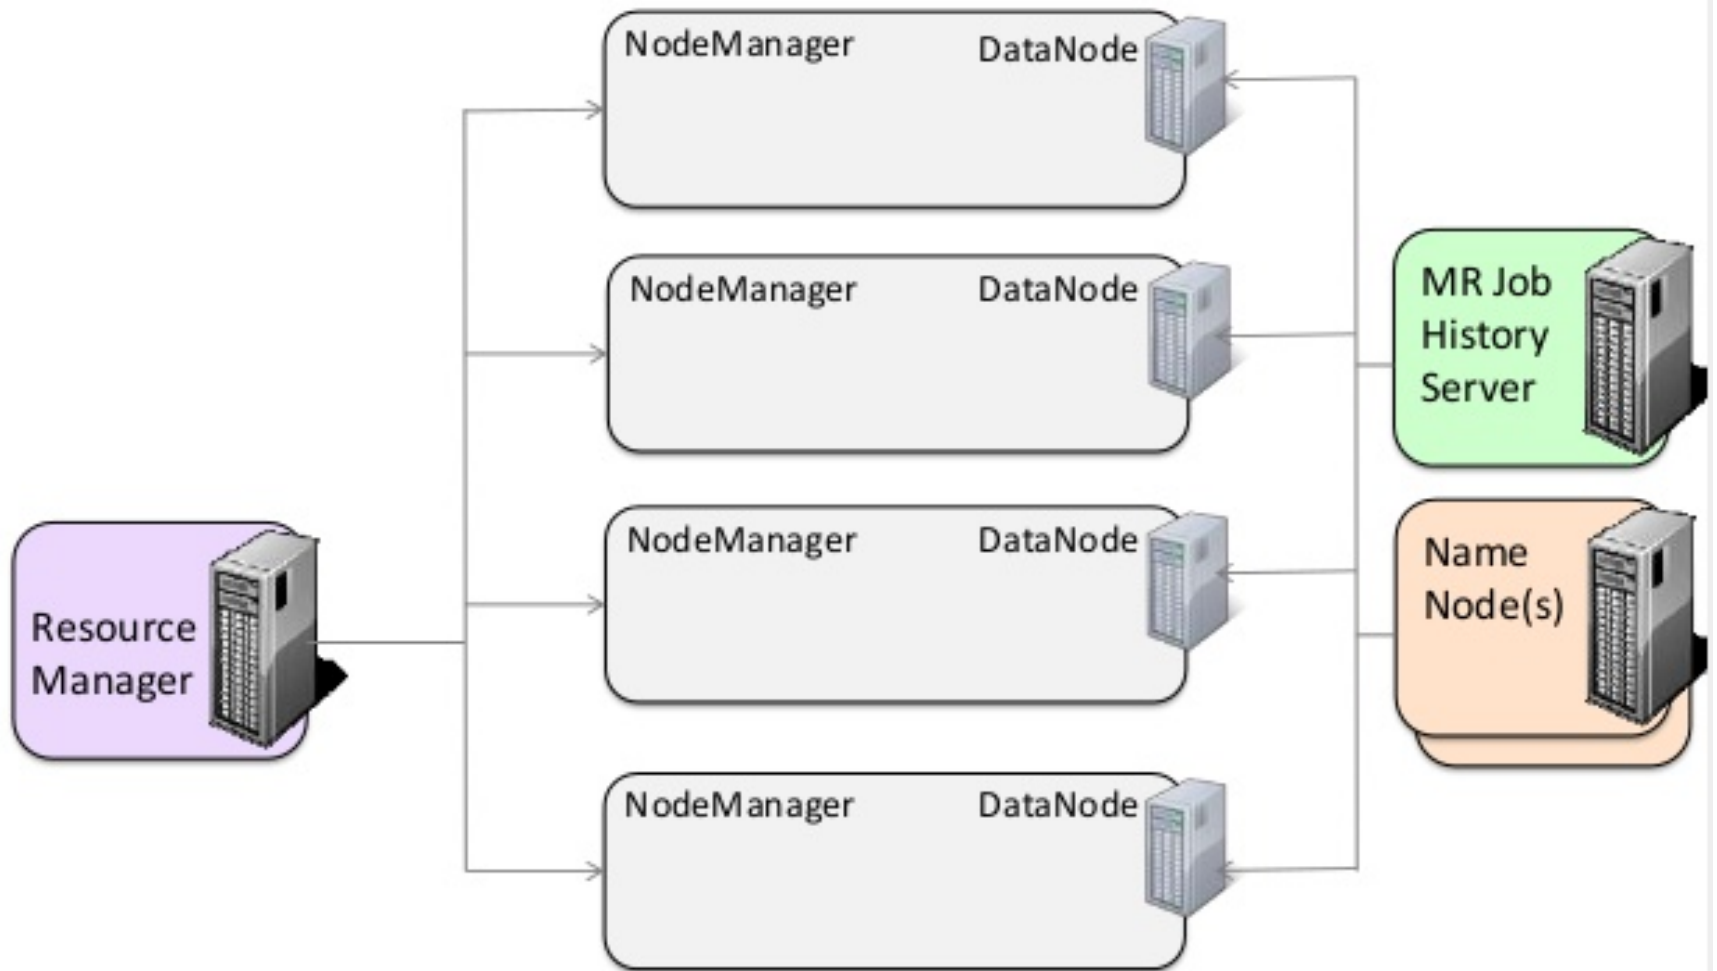 NodeManager DataNode
NodeManager DataNode
MR Job
History
Server
NodeManager DataNode
Name
Node(s)
Resource
Manager
NodeManager DataNode